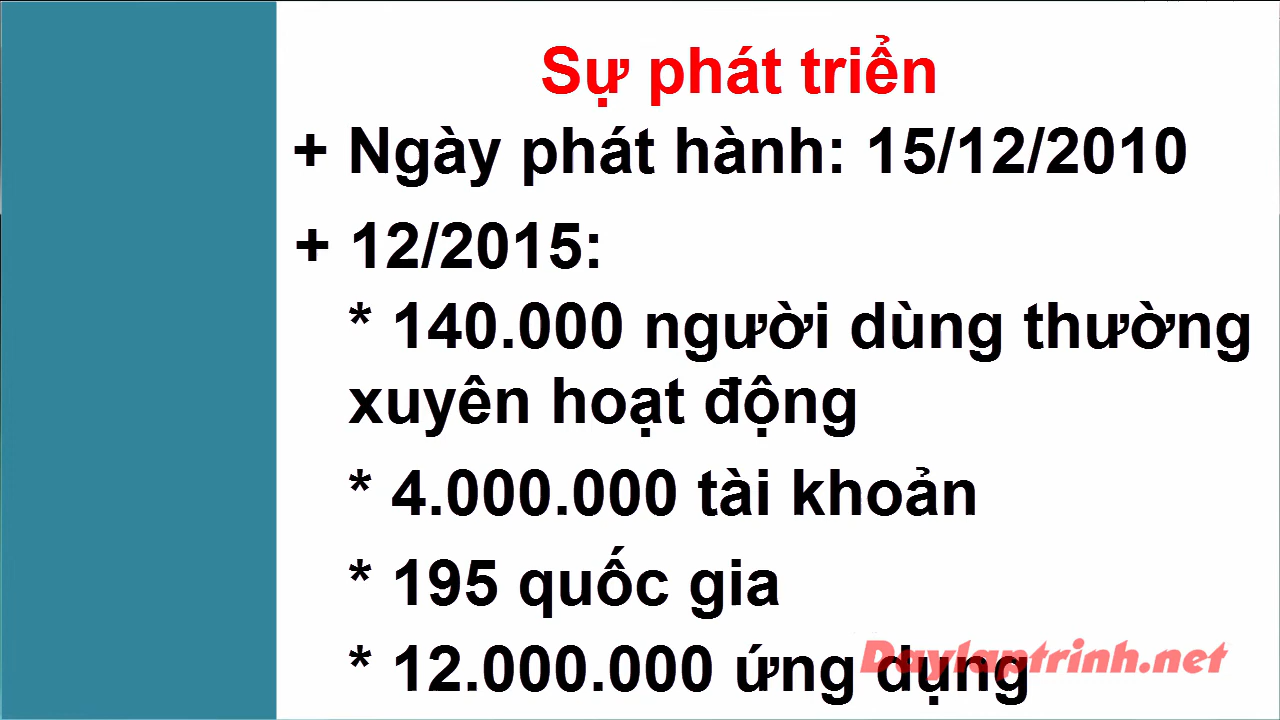 Sự phát triển
+ Ngày phát hành: 15/12/2010
+ 12/2015:
* 140.000 người dùng thường
xuyên hoạt động
* 4.000.000 tài khoản
* 195 quốc gia
* 12.000.000 ứng dụng
Daylaptrinh.net